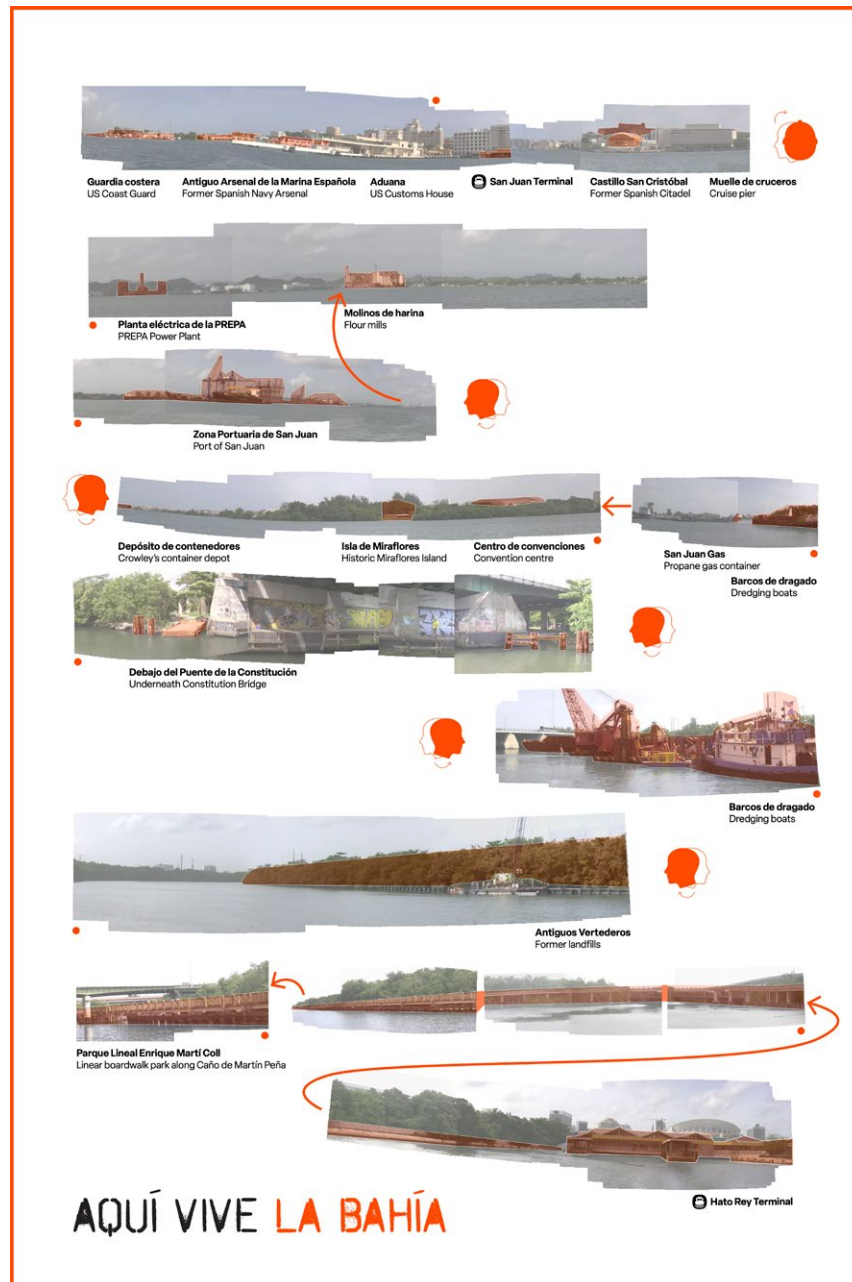 Guardia costera
US Coast Guard
Antiguo Arsenal de la Marina Española
Former Spanish Navy Arsenal
Aduana
US Customs House
San Juan Terminal
Castillo San Cristóbal
Former Spanish Citadel
Muelle de cruceros
Cruise pier
Planta eléctrica de la PREPA
PREPA Power Plant
Molinos de harina
Flour mills
Zona Portuaria de San Juan
Port of San Juan
Depósito de contenedores
Crowley's container depot
Isla de Miraflores
Historic Miraflores Island
Centro de convenciones
Convention centre
San Juan Gas
Propane gas container
Barcos de dragado
Dredging boats
Debajo del Puente de la Constitución
Underneath Constitution Bridge
Barcos de dragado
Dredging boats
Antiguos Vertederos
Former landfills
Parque Lineal Enrique Martí Coll
Linear boardwalk park along Caño de Martín Peña
Hato Rey Terminal
AQUÍ VIVE LA BAHÍA